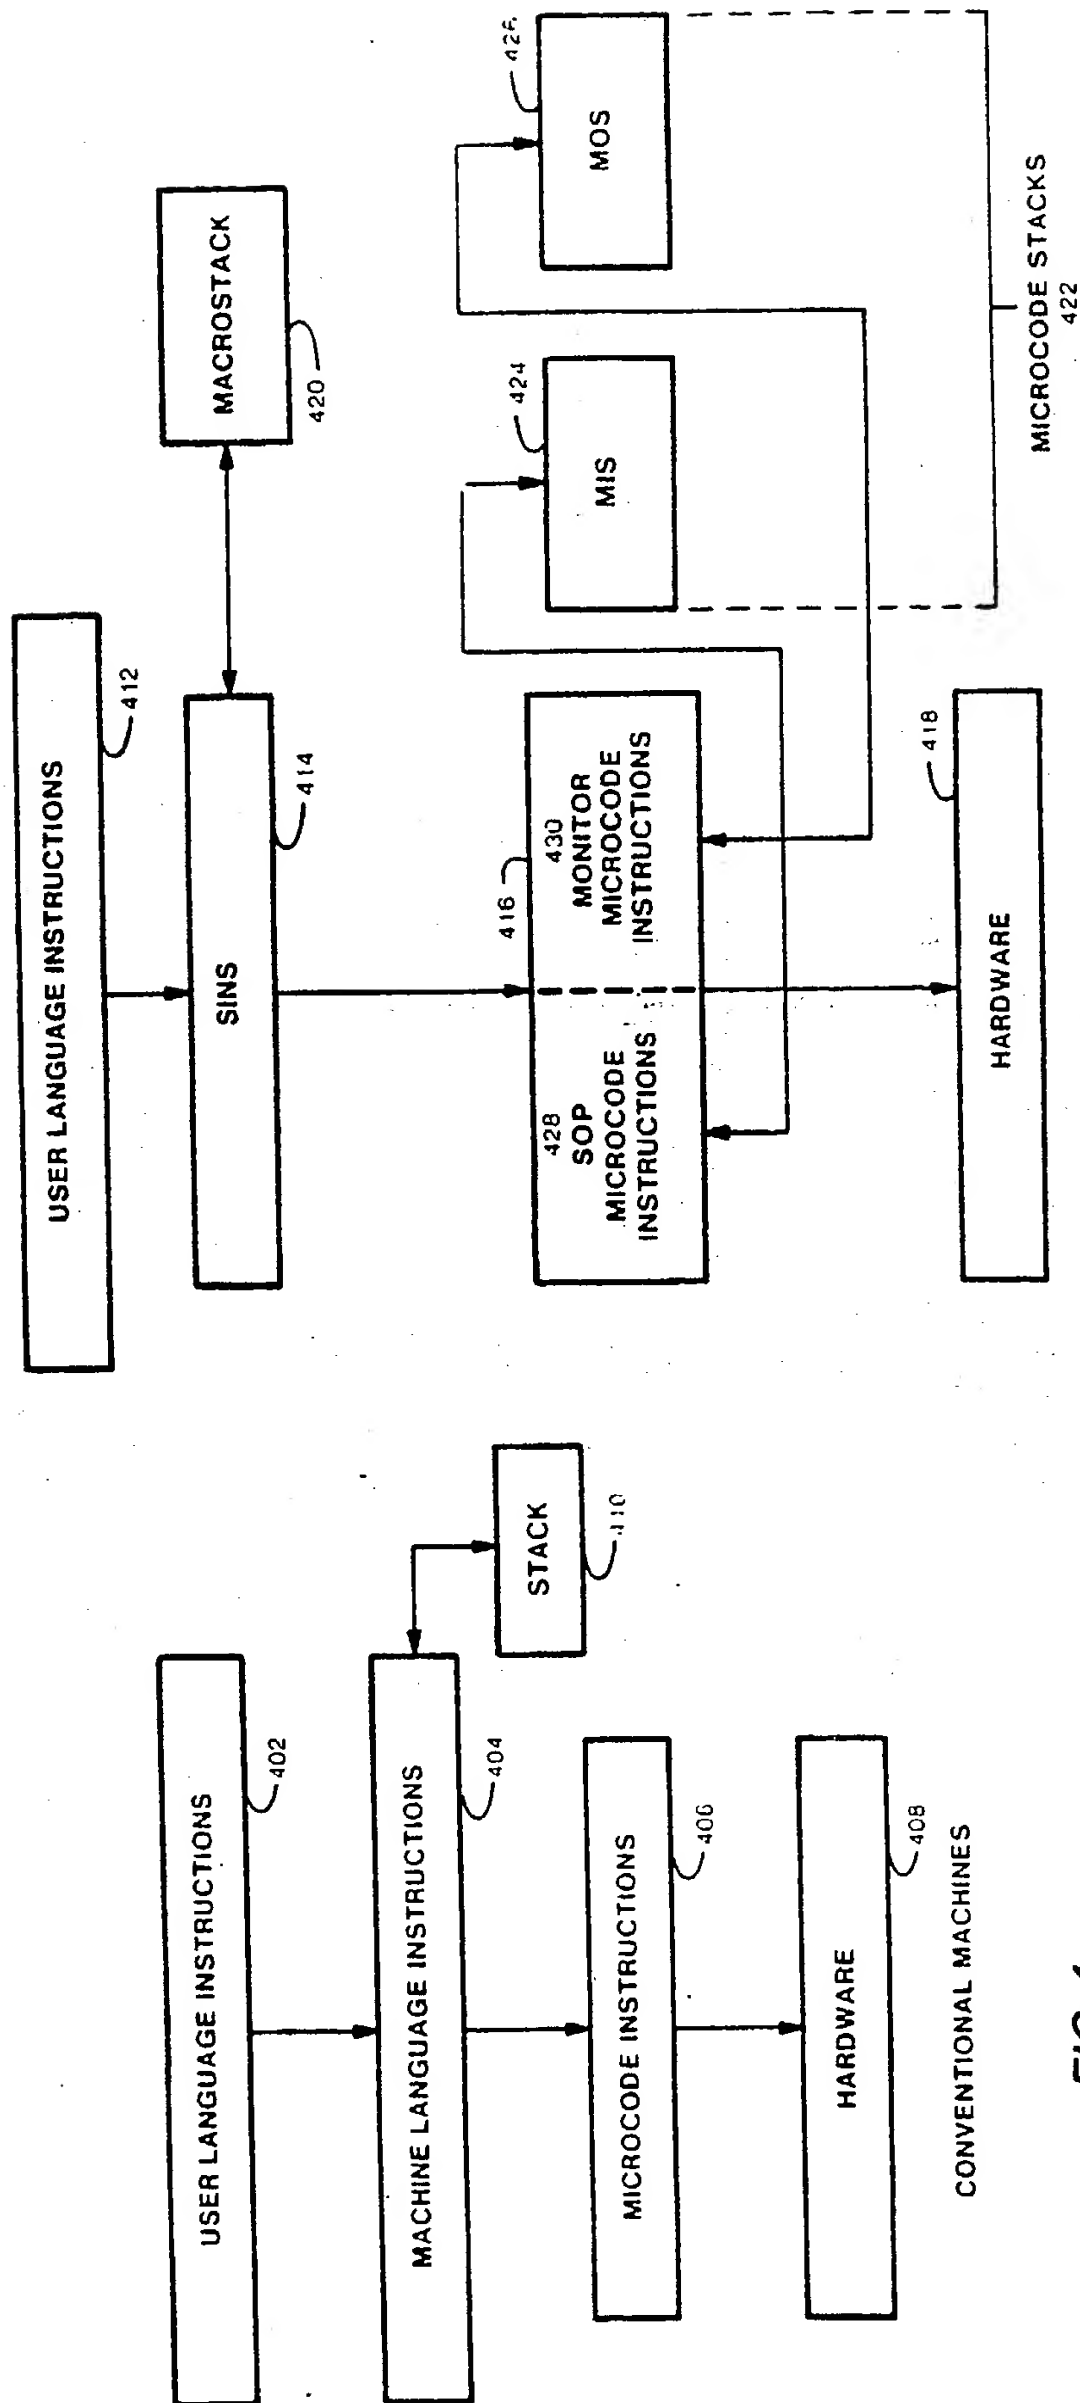 USER LANGUAGE INSTRUCTIONS
402
MACHINE LANGUAGE INSTRUCTIONS
404
STACK
MICROCODE INSTRUCTIONS
406
HARDWARE
408
CONVENTIONAL MACHINES
USER LANGUAGE INSTRUCTIONS
412
SINS
414
MACROSTACK
420
416
428
SOP
MICROCODE
INSTRUCTIONS
430
MONITOR
MICROCODE
INSTRUCTIONS
MIS
424
MOS
HARDWARE
418
MICROCODE STACKS
422